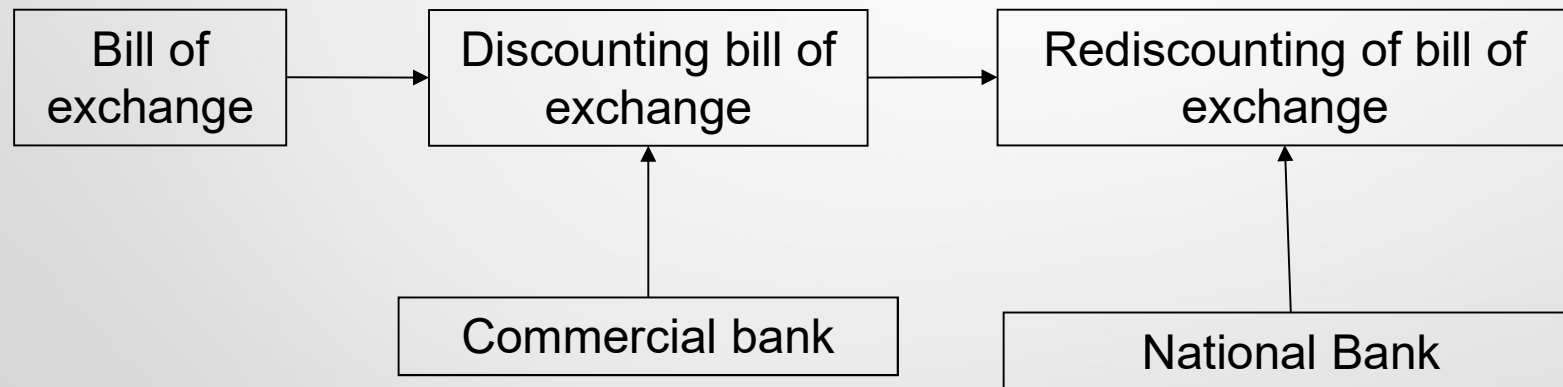 Bill of
exchange
Discounting bill of
exchange
Rediscounting of bill of
exchange
Commercial bank
National Bank